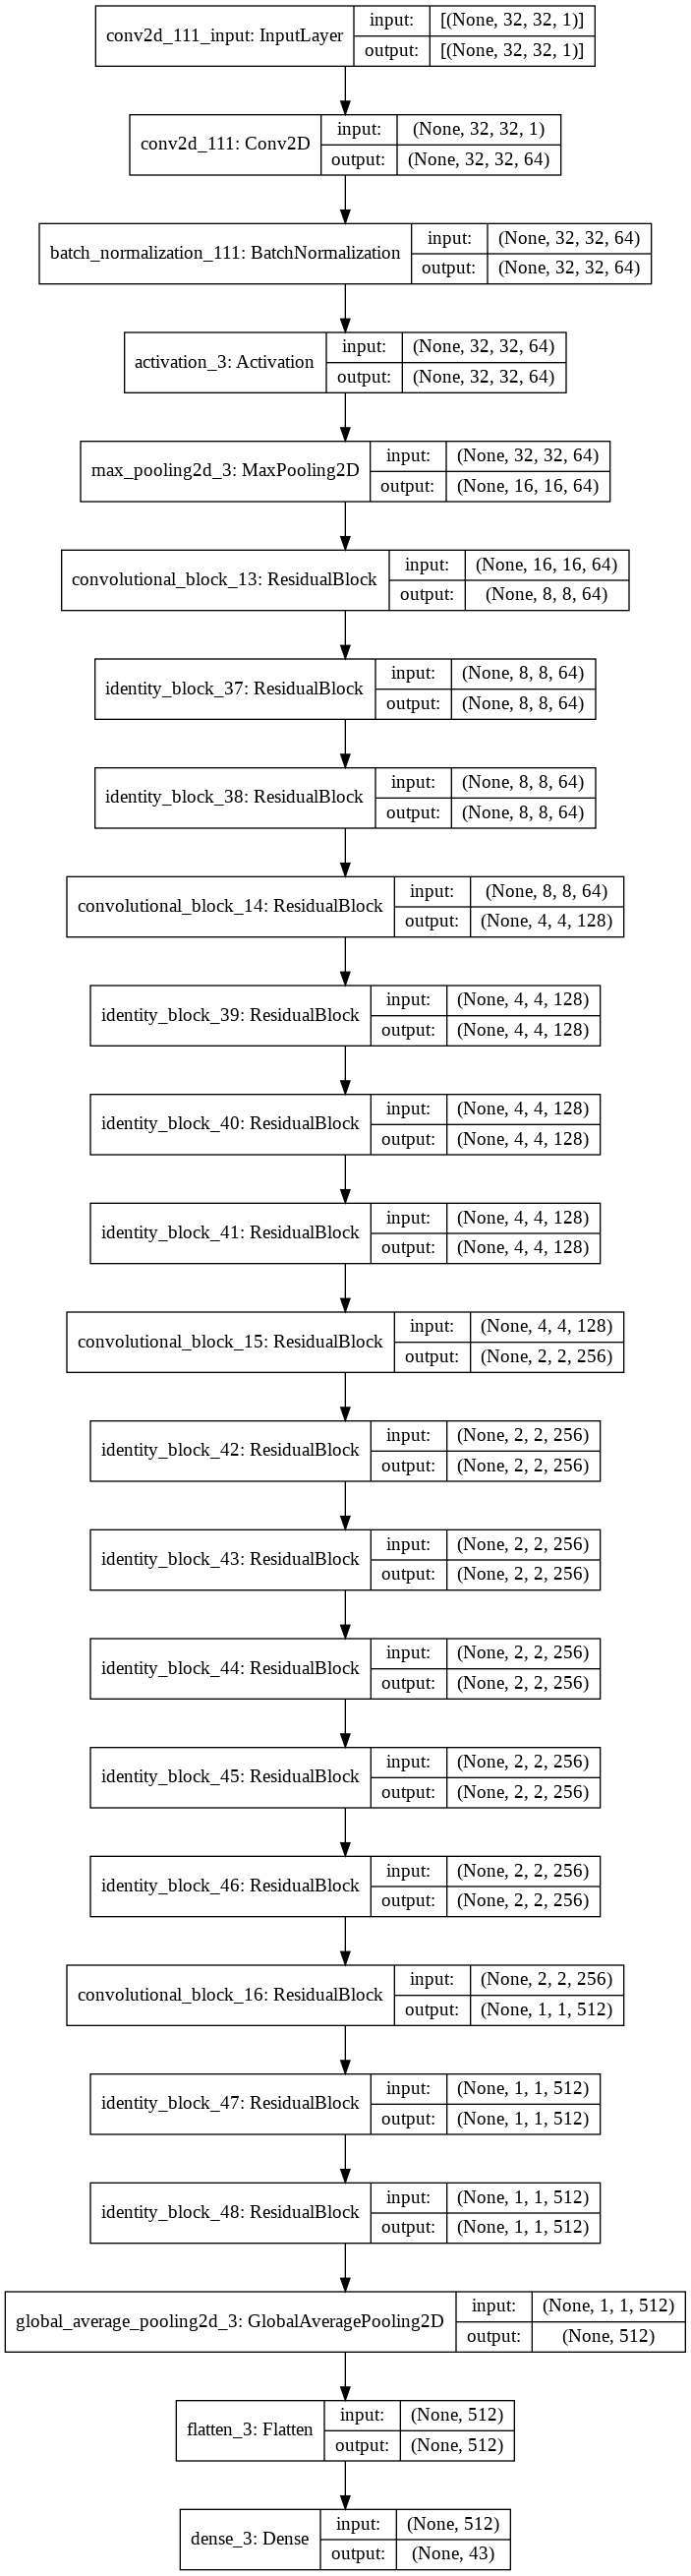 conv2d_111_input: InputLayer
input: [(None, 32, 32, 1)]
output: [(None, 32, 32, 1)]
conv2d_111: Conv2D
input: (None, 32, 32, 1)
output: (None, 32, 32, 64)
batch_normalization_111: BatchNormalization
input: (None, 32, 32, 64)
output: (None, 32, 32, 64)
activation_3: Activation
input: (None, 32, 32, 64)
output: (None, 32, 32, 64)
max_pooling2d_3: MaxPooling2D
input: (None, 32, 32, 64)
output: (None, 16, 16, 64)
convolutional_block_13: ResidualBlock
input: (None, 16, 16, 64)
output: (None, 8, 8, 64)
identity_block_37: ResidualBlock
input: (None, 8, 8, 64)
output: (None, 8, 8, 64)
identity_block_38: ResidualBlock
input: (None, 8, 8, 64)
output: (None, 8, 8, 64)
convolutional_block_14: ResidualBlock
input: (None, 8, 8, 64)
output: (None, 4, 4, 128)
identity_block_39: ResidualBlock
input: (None, 4, 4, 128)
output: (None, 4, 4, 128)
identity_block_40: ResidualBlock
input: (None, 4, 4, 128)
output: (None, 4, 4, 128)
identity_block_41: ResidualBlock
input: (None, 4, 4, 128)
output: (None, 4, 4, 128)
convolutional_block_15: ResidualBlock
input: (None, 4, 4, 128)
output: (None, 2, 2, 256)
identity_block_42: ResidualBlock
input: (None, 2, 2, 256)
output: (None, 2, 2, 256)
identity_block_43: ResidualBlock
input: (None, 2, 2, 256)
output: (None, 2, 2, 256)
identity_block_44: ResidualBlock
input: (None, 2, 2, 256)
output: (None, 2, 2, 256)
identity_block_45: ResidualBlock
input: (None, 2, 2, 256)
output: (None, 2, 2, 256)
identity_block_46: ResidualBlock
input: (None, 2, 2, 256)
output: (None, 2, 2, 256)
convolutional_block_16: ResidualBlock
input: (None, 2, 2, 256)
output: (None, 1, 1, 512)
identity_block_47: ResidualBlock
input: (None, 1, 1, 512)
output: (None, 1, 1, 512)
identity_block_48: ResidualBlock
input: (None, 1, 1, 512)
output: (None, 1, 1, 512)
global_average_pooling2d_3: GlobalAveragePooling2D
input: (None, 1, 1, 512)
output: (None, 512)
flatten_3: Flatten
input: (None, 512)
output: (None, 512)
dense_3: Dense
input: (None, 512)
output: (None, 43)